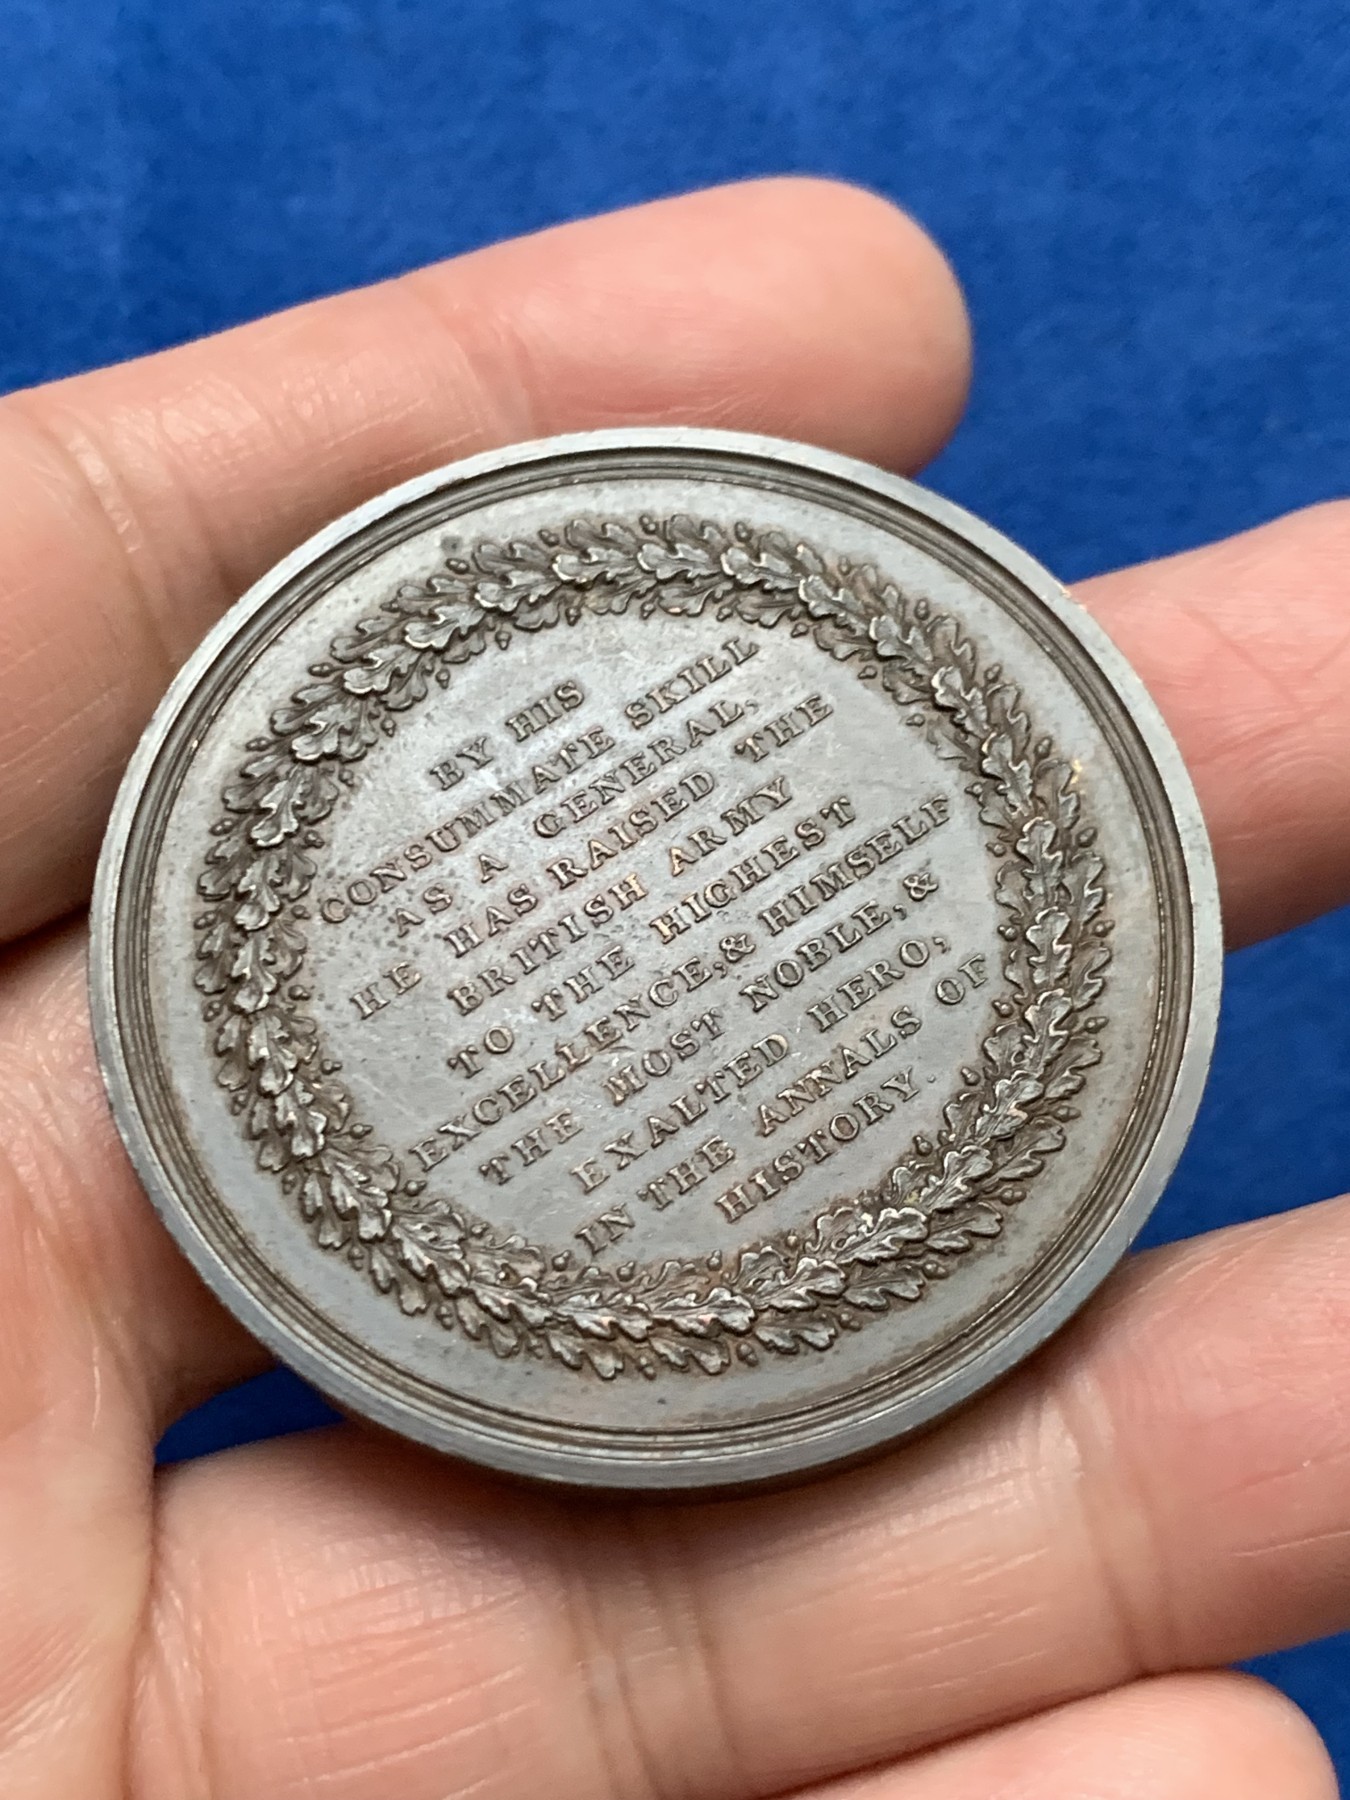 BY HIS
CONSUMMATE SKILL
AS A GENERAL,
HE HAS RAISED THE
BRITISH ARMY
TO THE HIGHEST
EXCELLENCE, & HIMSELF
THE MOST NOBLE, &
EXALTED HERO;
IN THE ANNALS OF
HISTORY.